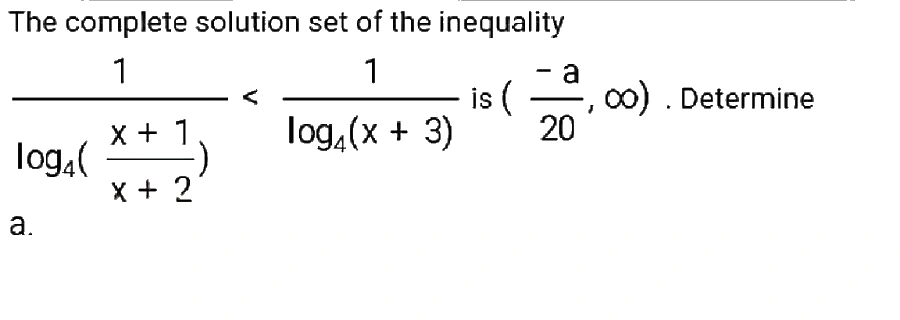 The complete solution set of the inequality
1/log₄((x + 1)/(x + 2)) < 1/log₄(x + 3) is (- a/20, ∞) . Determine
a.